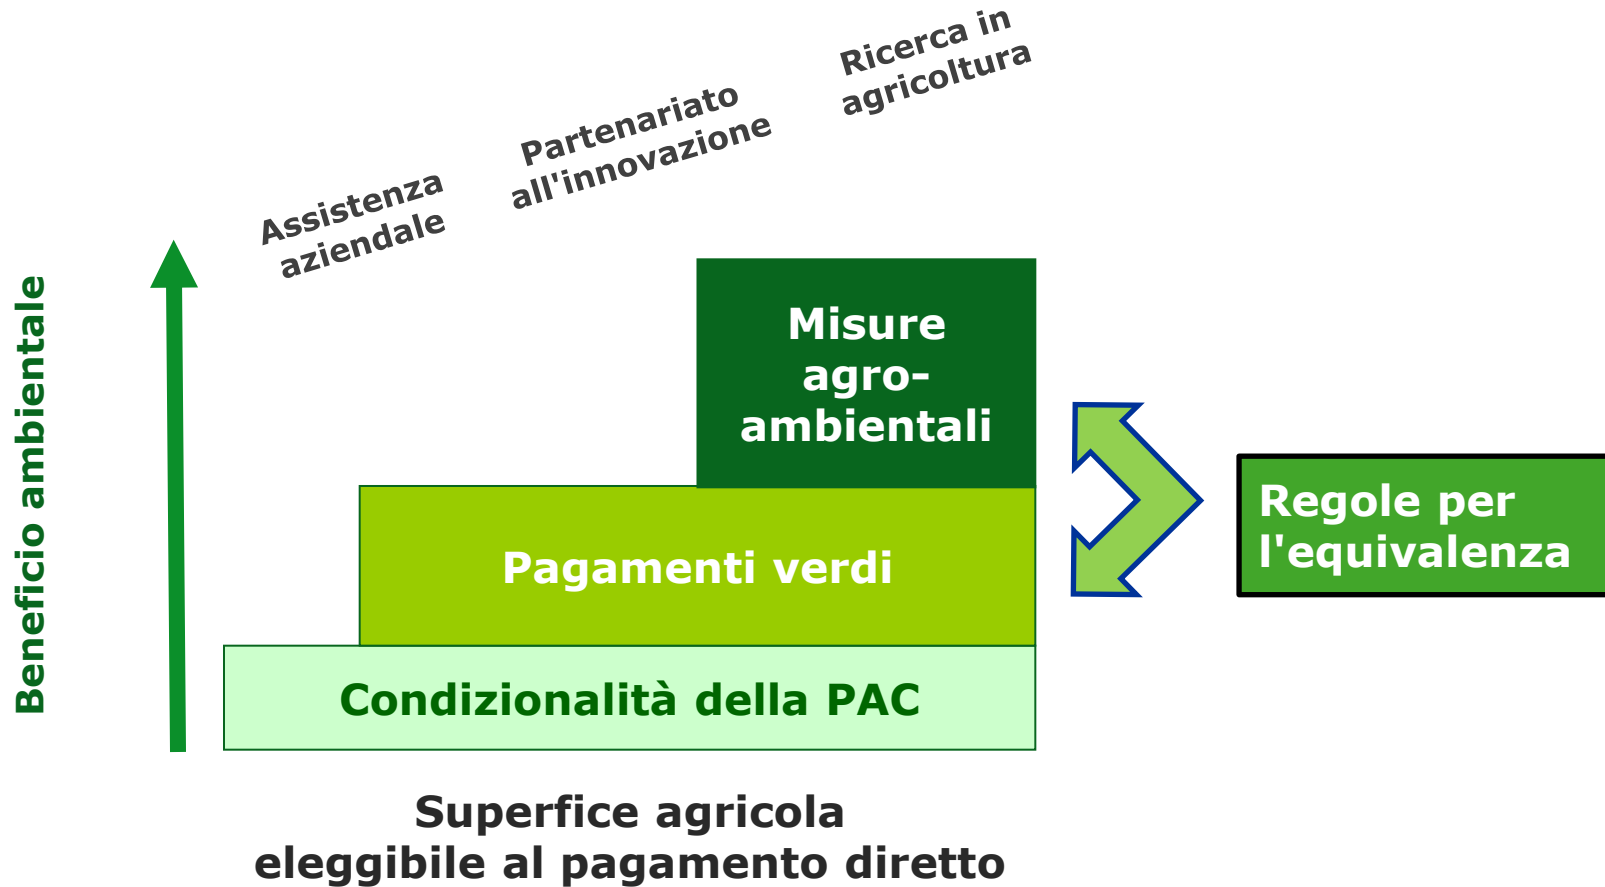 Ricerca in
agricoltura
Partenariato
all'innovazione
Assistenza
aziendale
Beneficio ambientale
Misure
agro-
ambientali
Pagamenti verdi
Condizionalità della PAC
Regole per
l'equivalenza
Superfice agricola
eleggibile al pagamento diretto